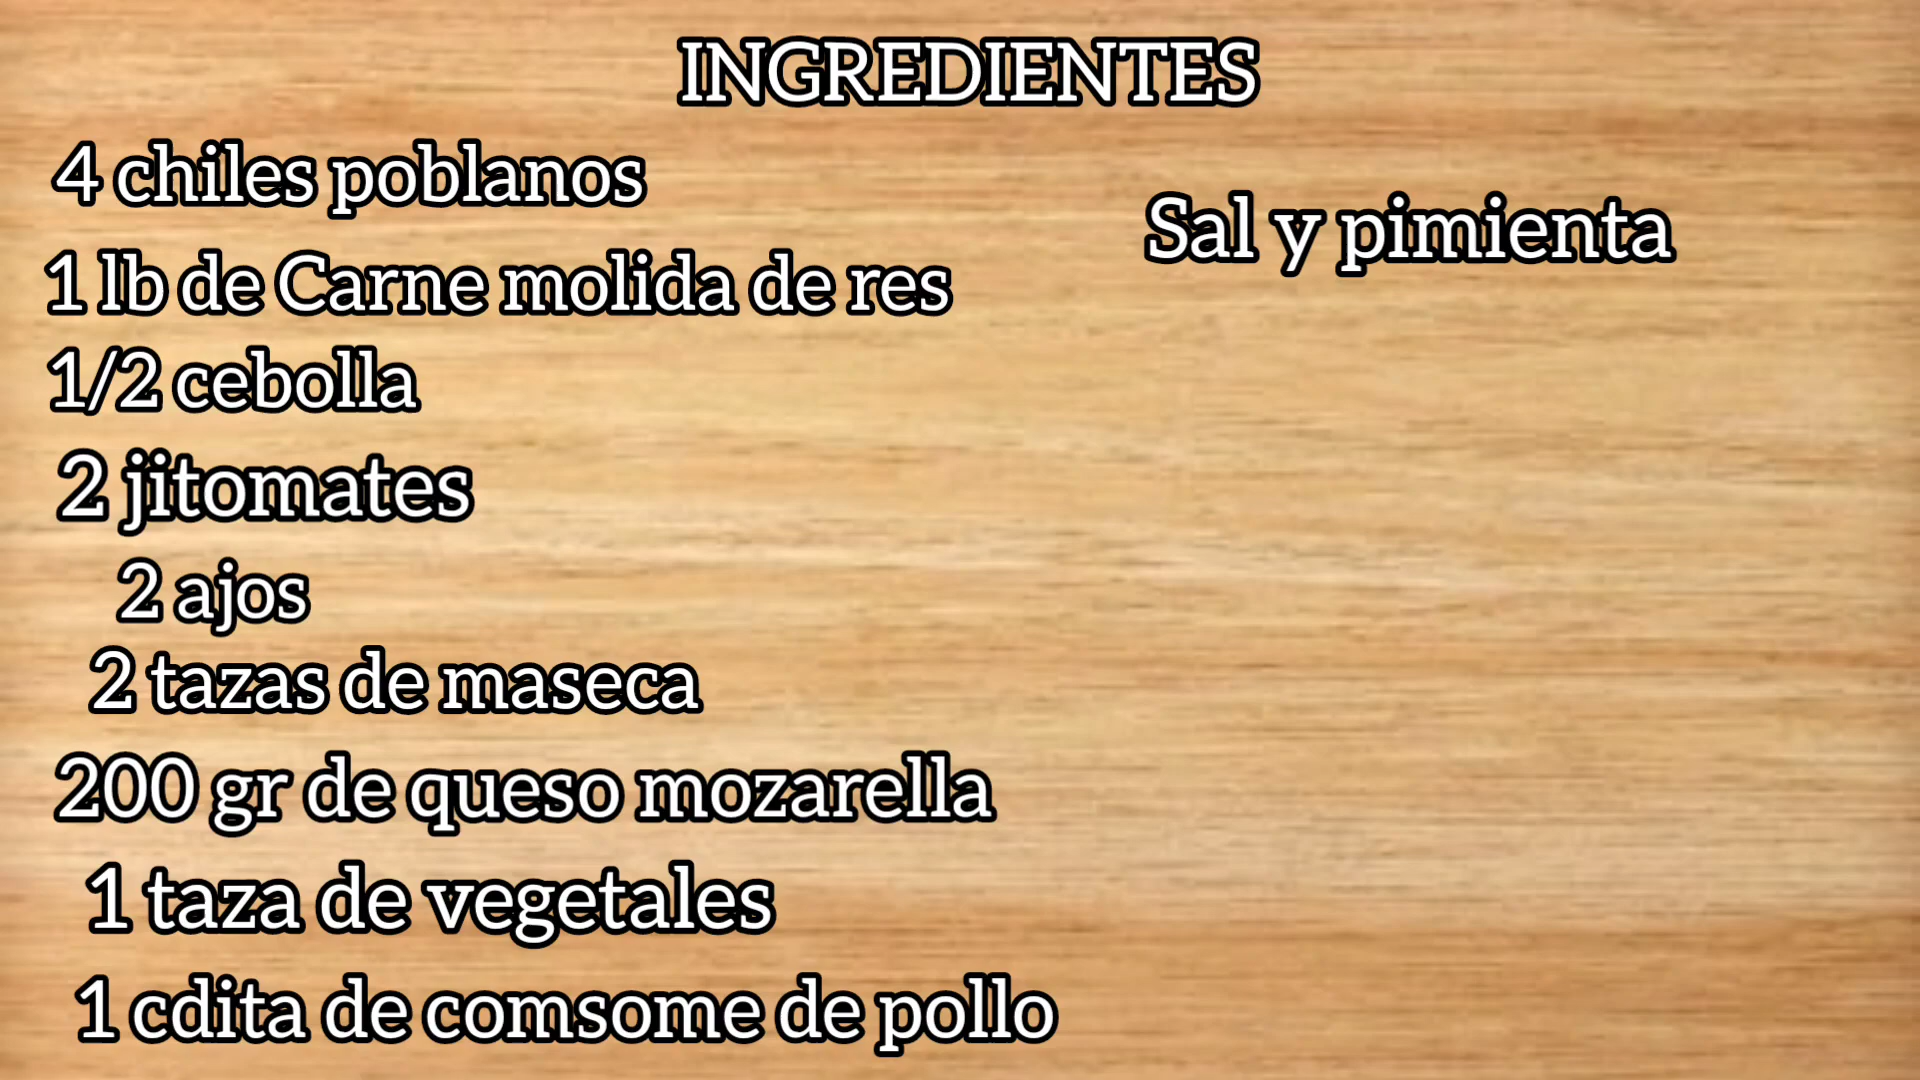 INGREDIENTES
4 chiles poblanos
1 lb de Carne molida de res
1/2 cebolla
2 jitomates
2 ajos
2 tazas de maseca
200 gr de queso mozarella
1 taza de vegetales
1 cdita de comsome de pollo
Sal y pimienta